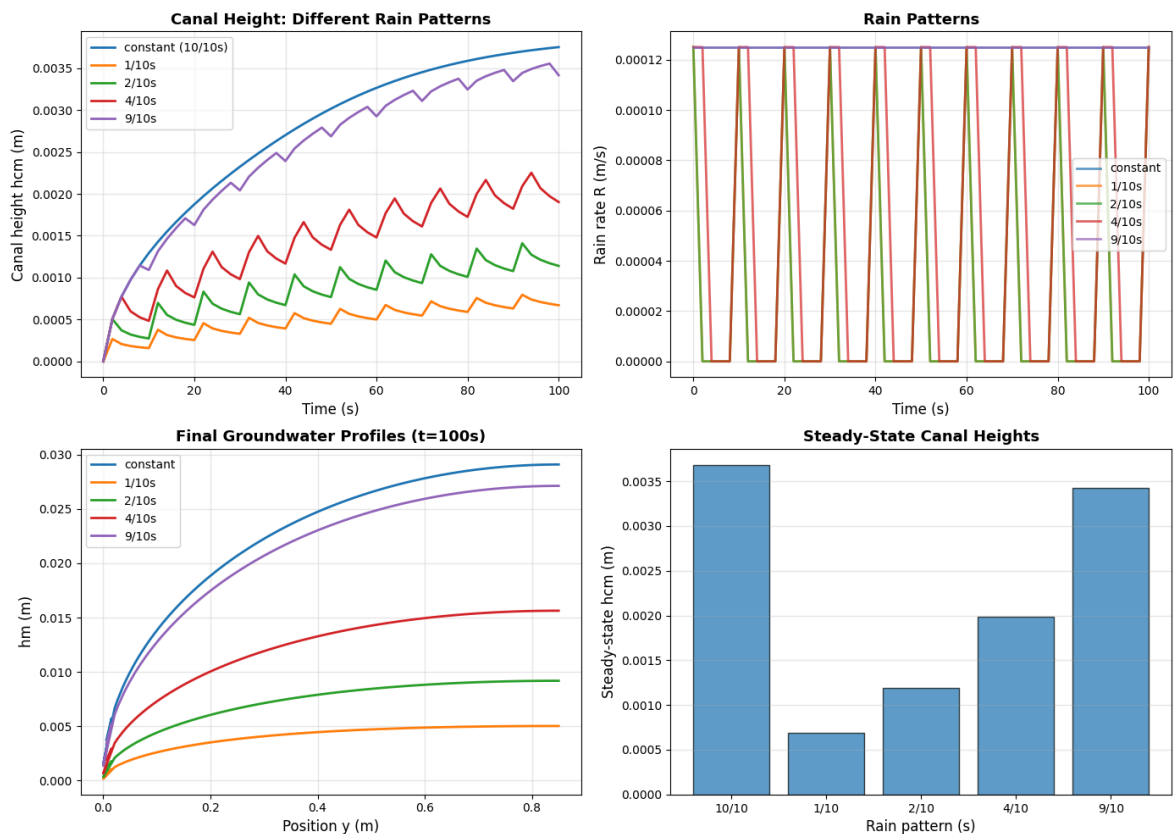 Canal Height: Different Rain Patterns
Canal height hcm (m)
0.0035
0.0030
0.0025
0.0020
0.0015
0.0010
0.0005
0.0000
constant (10/10s)
1/10s
2/10s
4/10s
9/10s
0 20 40 60 80 100
Time (s)
Rain Patterns
Rain rate R (m/s)
0.00012
0.00010
0.00008
0.00006
0.00004
0.00002
0.00000
constant
1/10s
2/10s
4/10s
9/10s
0 20 40 60 80 100
Time (s)
Final Groundwater Profiles (t=100s)
hm (m)
0.030
0.025
0.020
0.015
0.010
0.005
0.000
constant
1/10s
2/10s
4/10s
9/10s
0.0 0.2 0.4 0.6 0.8
Position y (m)
Steady-State Canal Heights
Steady-state hcm (m)
0.0035
0.0030
0.0025
0.0020
0.0015
0.0010
0.0005
0.0000
10/10 1/10 2/10 4/10 9/10
Rain pattern (s)